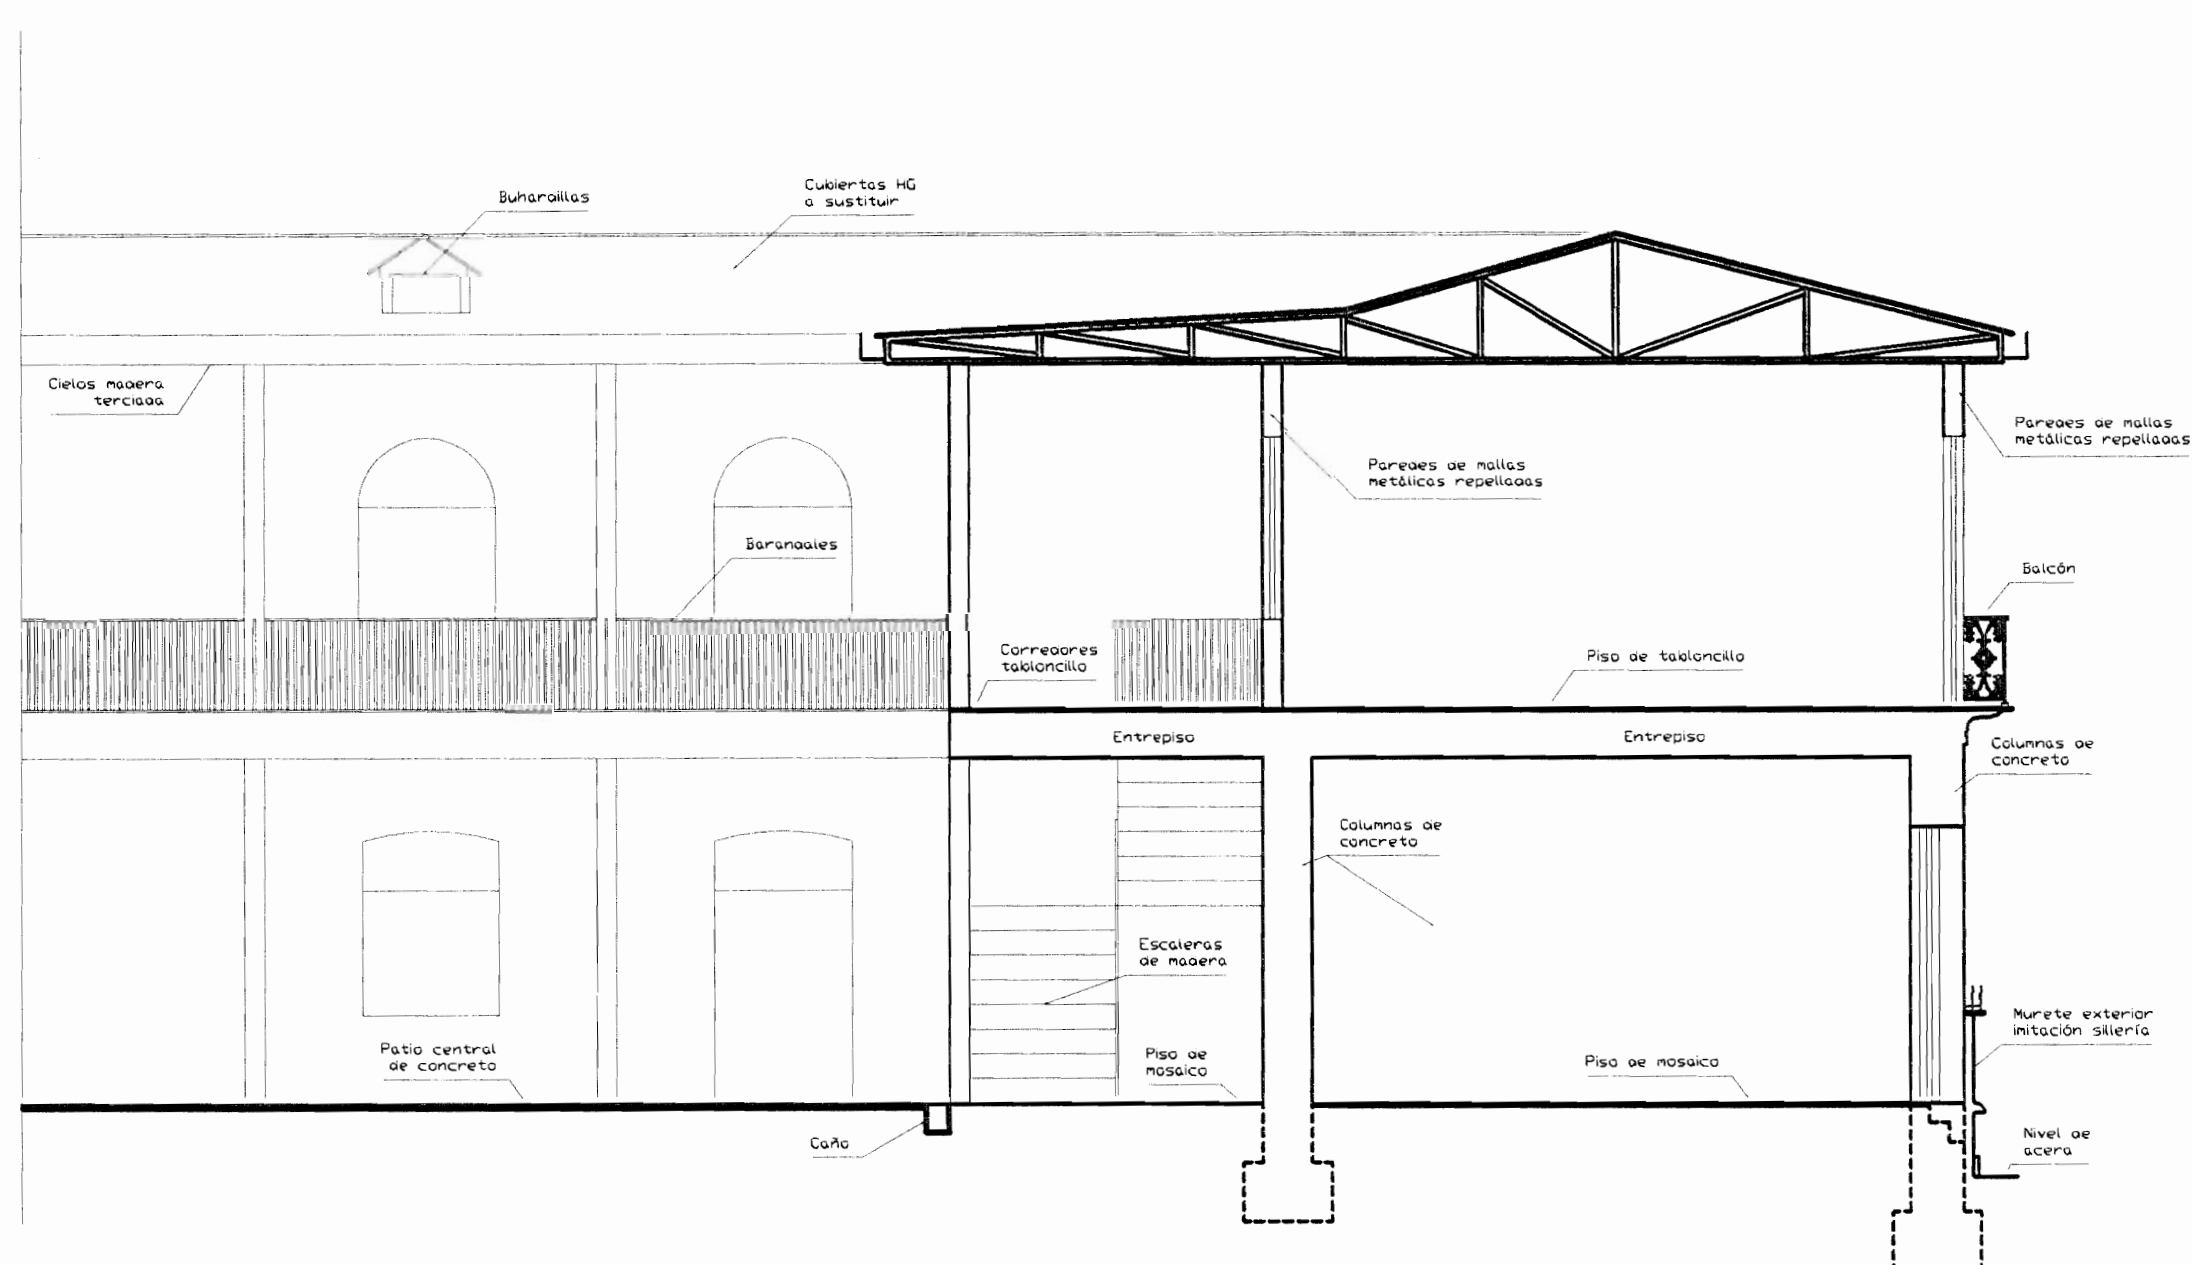 Buhardillas
Cubiertas HG
a sustituir
Cielos madera
terciada
Paredes de mallas
metálicas repelladas
Paredes de mallas
metálicas repelladas
Barandales
Balcón
Corredores
tabloncillo
Piso de tabloncillo
Entrepiso
Entrepiso
Columnas de
concreto
Columnas de
concreto
Escaleras
de madera
Murete exterior
imitación sillería
Patio central
de concreto
Piso de
mosaico
Piso de mosaico
Caño
Nivel de
acera